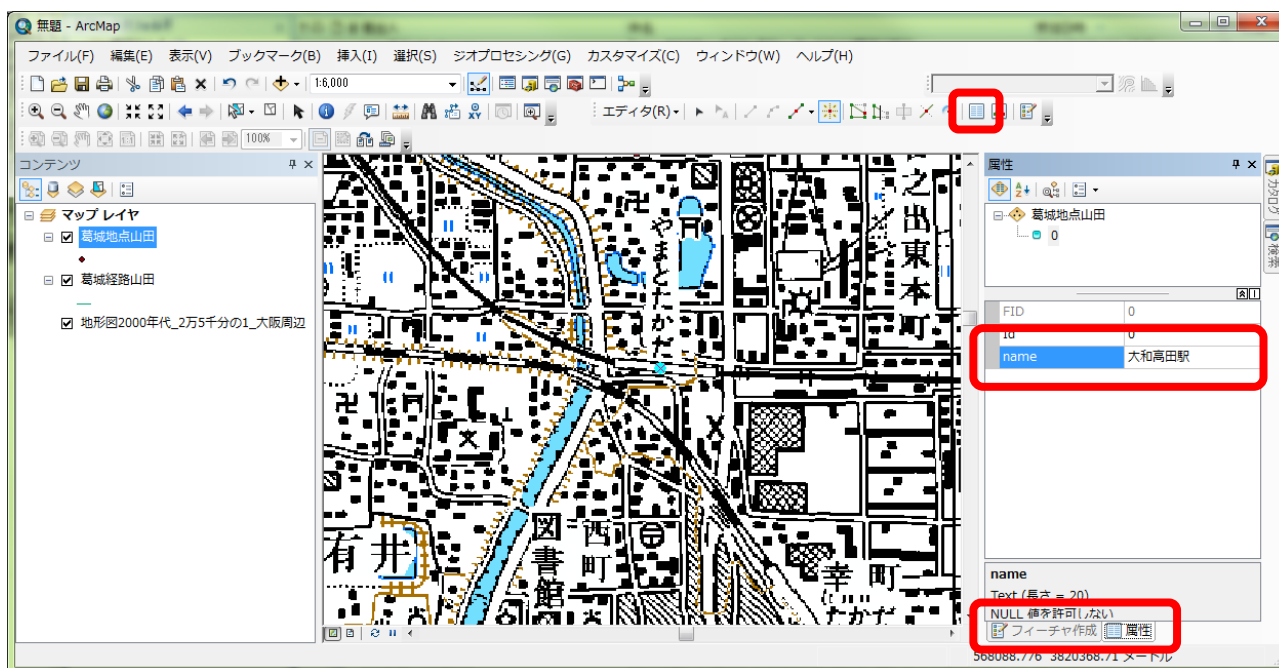 無題 - ArcMap
ファイル(F) 編集(E) 表示(V) ブックマーク(B) 挿入(I) 選択(S) ジオプロセシング(G) カスタマイズ(C) ウィンドウ(W) ヘルプ(H)
1:6,000
エディタ(R)
100%
コンテンツ
マップ レイヤ
葛城地点山田
葛城経路山田
地形図2000年代_2万5千分の1_大阪周辺
やまとたかだ
之出東本町
有井
図書館
西町
幸町
たかだ
属性
葛城地点山田
0
FID 0
Id 0
name 大和高田駅
name
Text (長さ = 20)
NULL 値を許可しない
フィーチャ作成 属性
568088.776 3820368.71 メートル
カタログ
検索